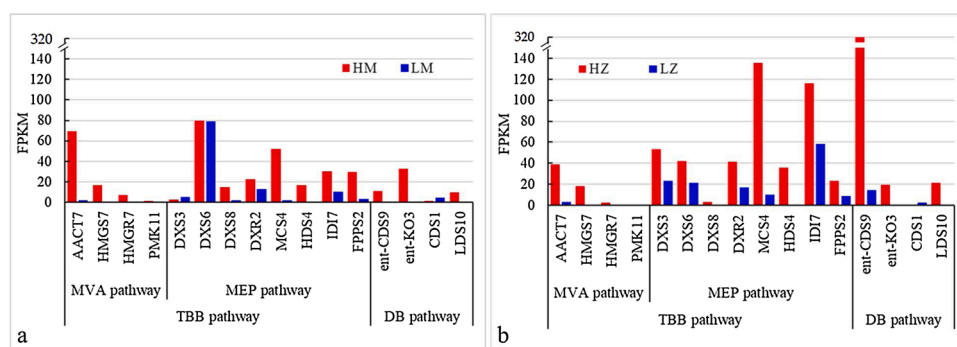 320
140
120
100
80
60
40
20
0
FPKM
HM LM
AACT7
HMGS7
HMGR7
PMK11
DXS3
DXS6
DXS8
DXR2
MCS4
HDS4
IDI7
FPPS2
ent-CDS9
ent-KO3
CDS1
LDS10
MVA pathway MEP pathway
TBB pathway DB pathway
a
320
140
120
100
80
60
40
20
0
FPKM
HZ LZ
AACT7
HMGS7
HMGR7
PMK11
DXS3
DXS6
DXS8
DXR2
MCS4
HDS4
IDI7
FPPS2
ent-CDS9
ent-KO3
CDS1
LDS10
MVA pathway MEP pathway
TBB pathway DB pathway
b